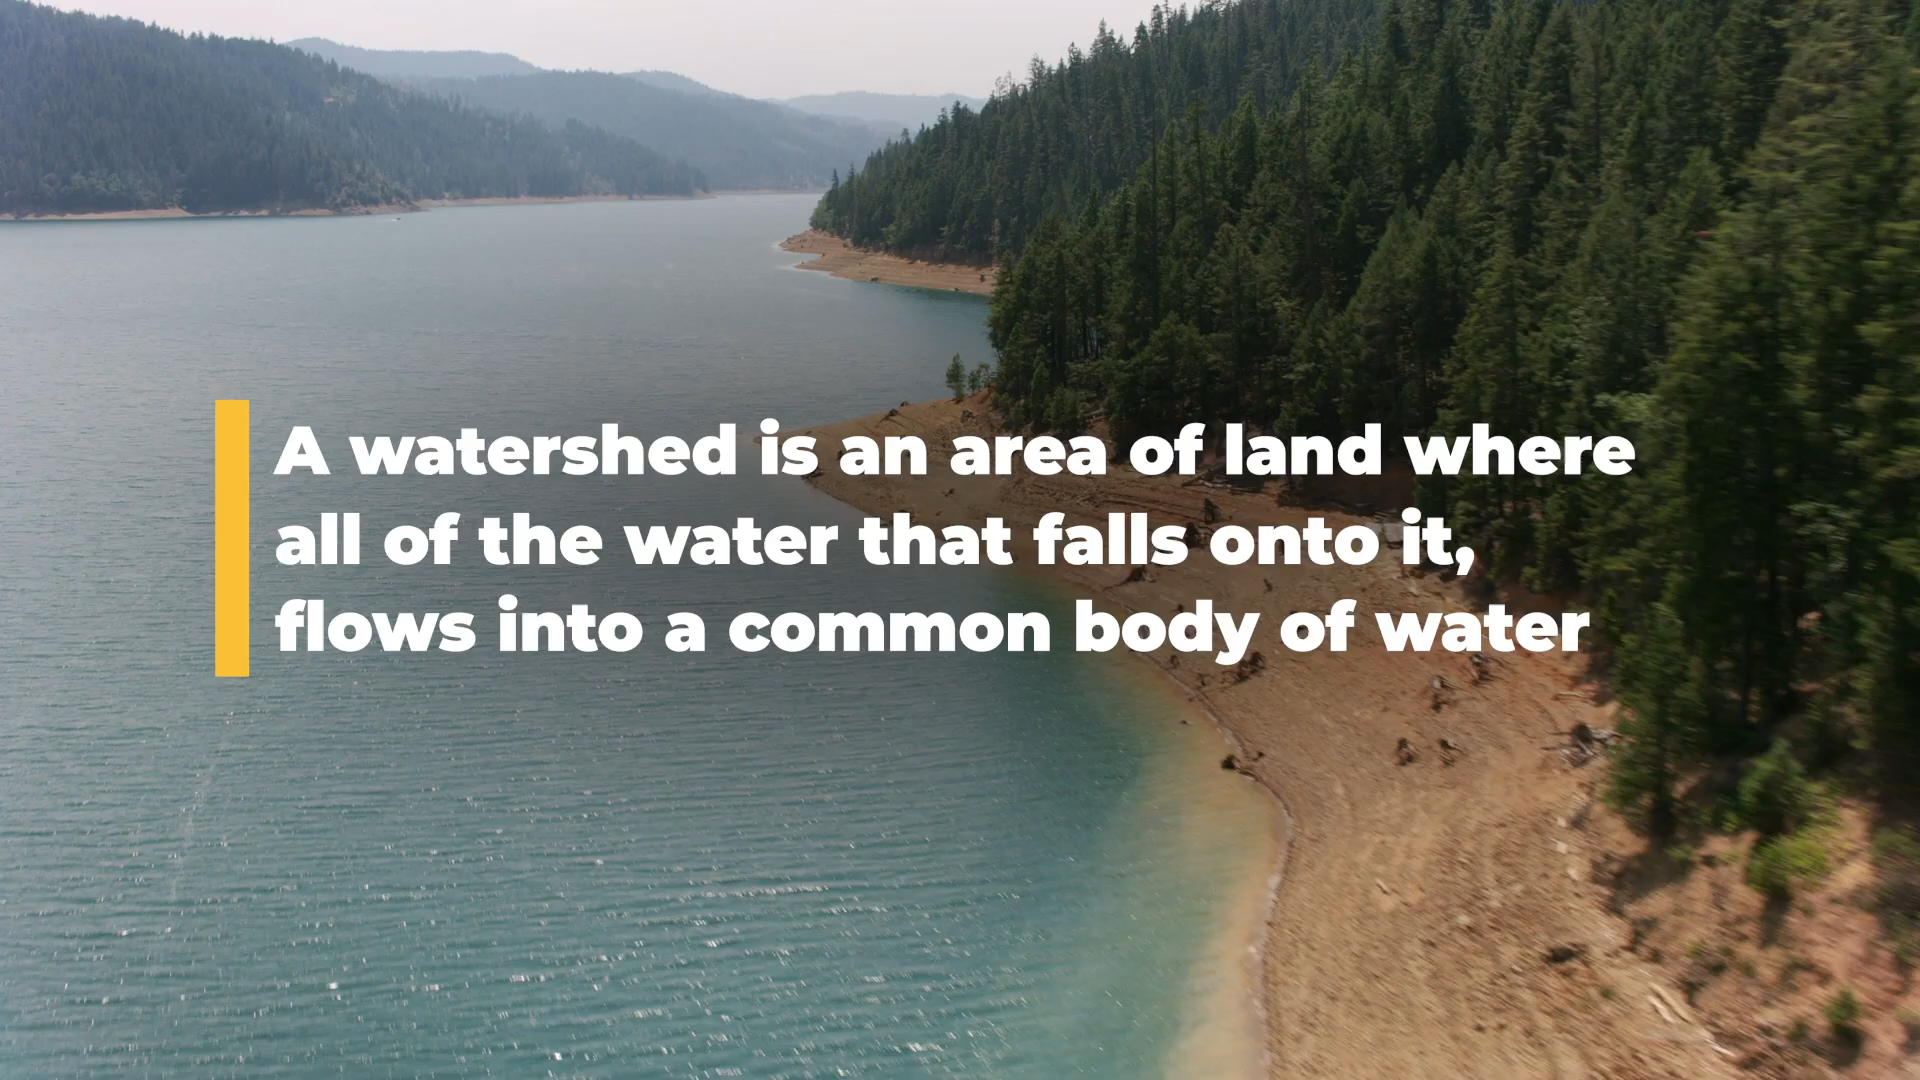 A watershed is an area of land where
all of the water that falls onto it,
flows into a common body of water